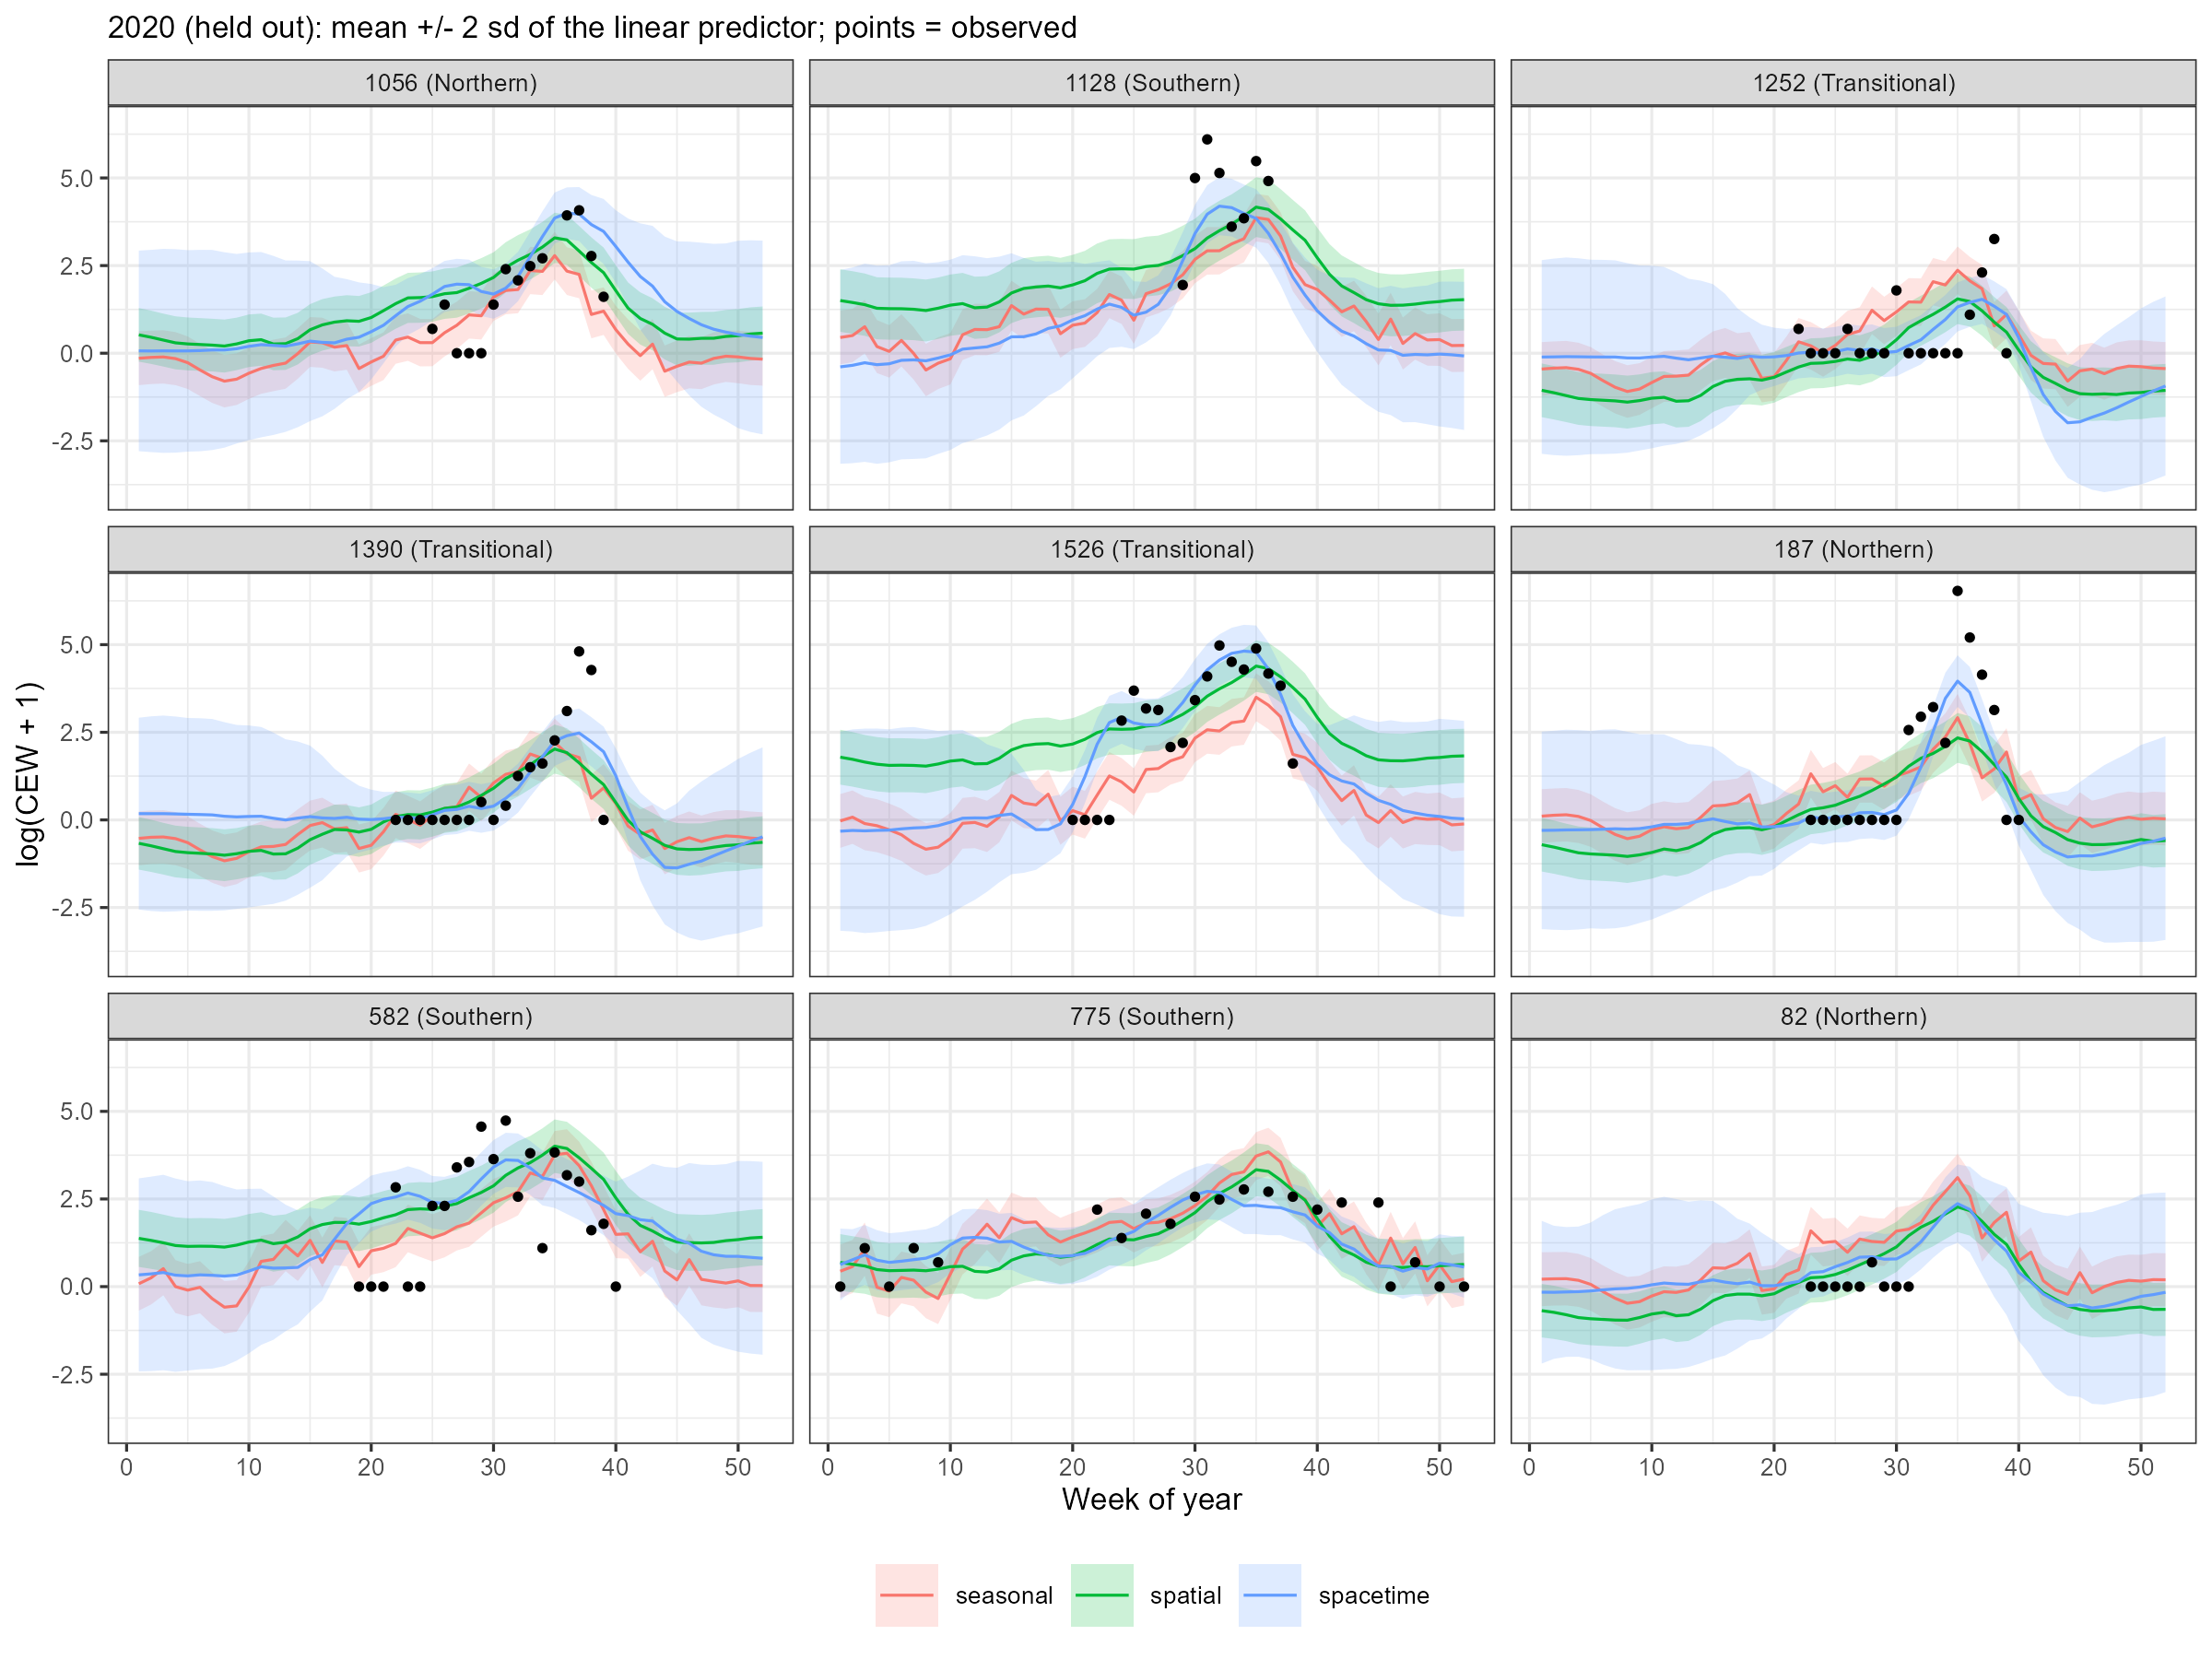 2020 (held out): mean +/- 2 sd of the linear predictor; points = observed
1056 (Northern)
1128 (Southern)
1252 (Transitional)
5.0
2.5
0.0
-2.5
1390 (Transitional)
1526 (Transitional)
187 (Northern)
5.0
2.5
0.0
-2.5
log(CEW + 1)
582 (Southern)
775 (Southern)
82 (Northern)
5.0
2.5
0.0
-2.5
0 10 20 30 40 50
0 10 20 30 40 50
0 10 20 30 40 50
Week of year
seasonal spatial spacetime